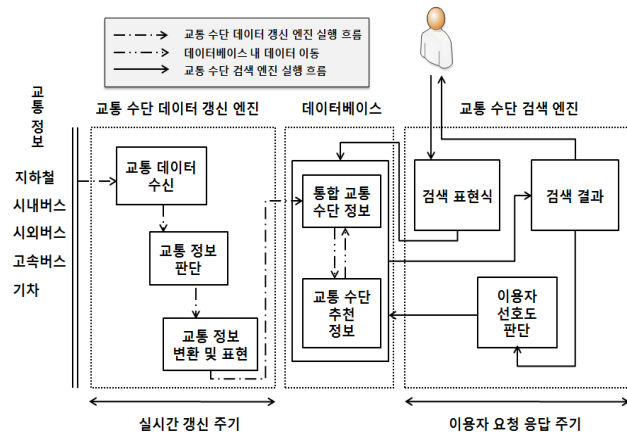 교통 수단 데이터 갱신 엔진 실행 흐름
데이터베이스 내 데이터 이동
교통 수단 검색 엔진 실행 흐름
교통 정보
교통 수단 데이터 갱신 엔진
데이터베이스
교통 수단 검색 엔진
지하철
시내버스
시외버스
고속버스
기차
교통 데이터
수신
교통 정보
판단
교통 정보
변환 및 표현
통합 교통
수단 정보
교통 수단
추천
정보
검색 표현식
검색 결과
이용자
선호도
판단
실시간 갱신 주기
이용자 요청 응답 주기